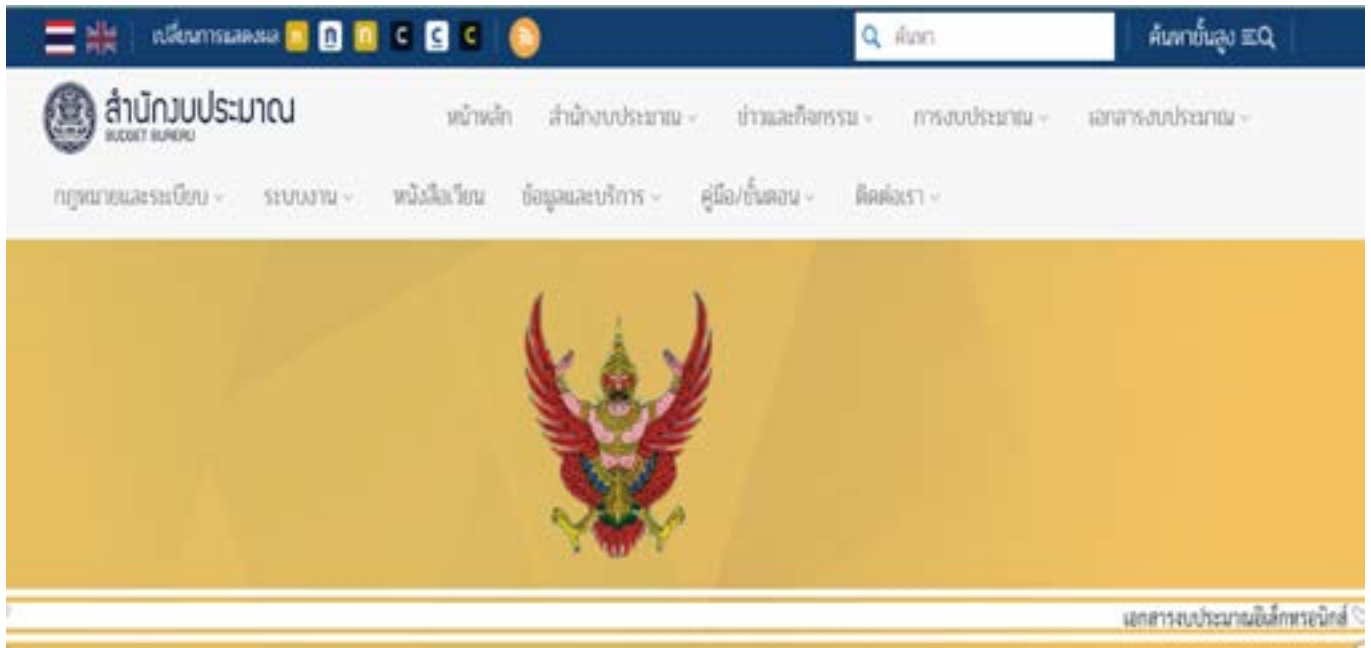 เปลี่ยนการแสดงผล ก ก ก C C C ค้นหา ค้นหาขั้นสูง
สำนักงบประมาณ
BUDGET BUREAU
หน้าหลัก สำนักงบประมาณ ข่าวและกิจกรรม การงบประมาณ เอกสารงบประมาณ
กฎหมายและระเบียบ ระบบงาน หนังสือเวียน ข้อมูลและบริการ คู่มือ/ขั้นตอน ติดต่อเรา
เอกสารงบประมาณอิเล็กทรอนิกส์